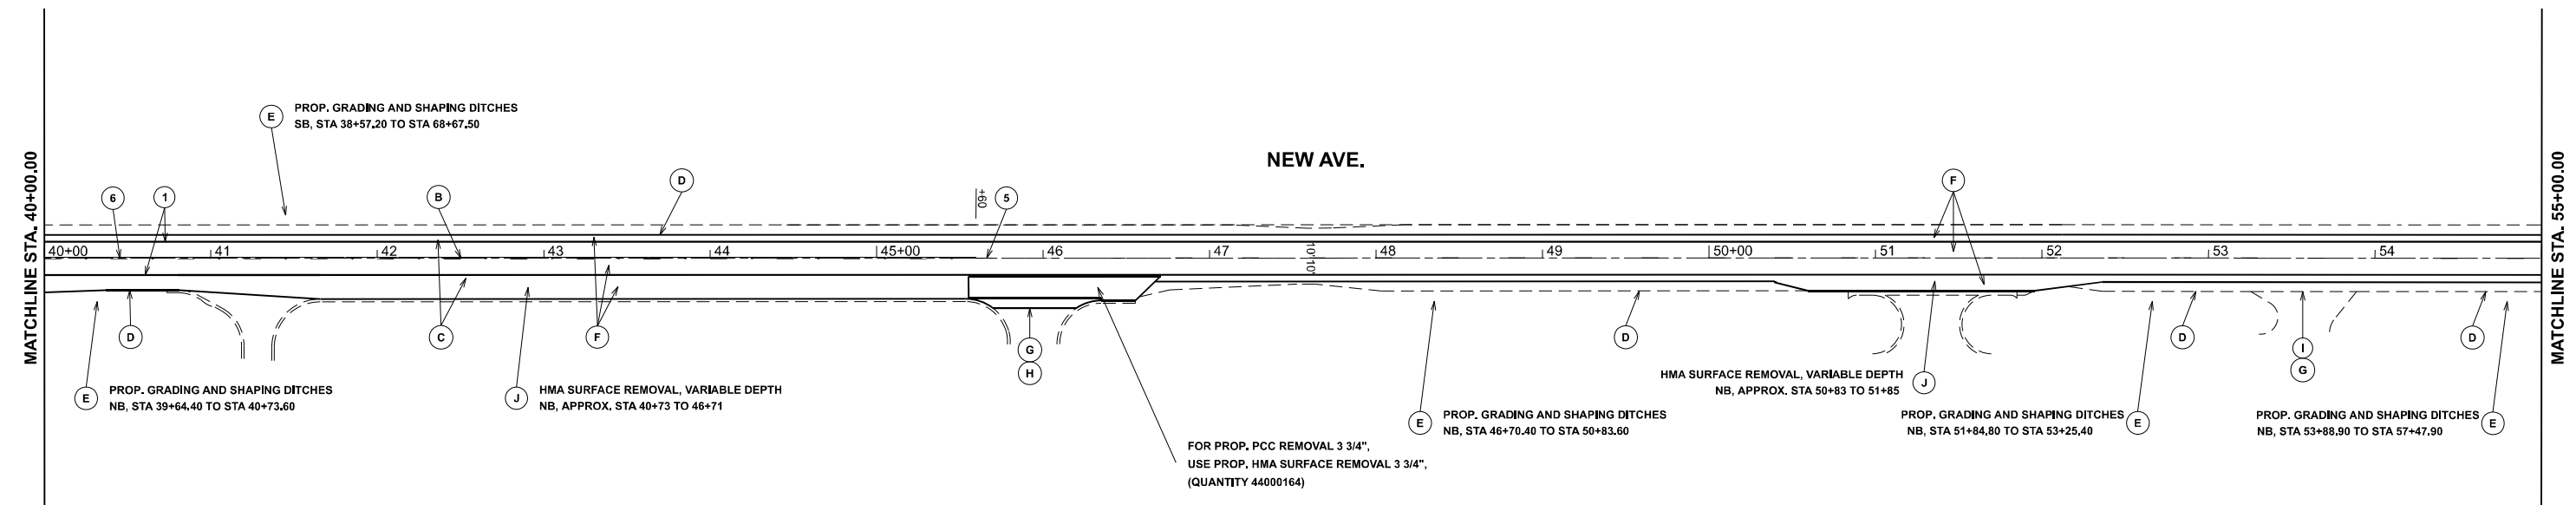 E PROP. GRADING AND SHAPING DITCHES
SB, STA 38+57.20 TO STA 68+67.50
NEW AVE.
MATCHLINE STA. 40+00.00
MATCHLINE STA. 55+00.00
6 1 B D +60 5 F
40+00 41 42 43 44 45+00 46 47 10' 10' 48 49 50+00 51 52 53 54
D C F G D D I D
H G
E PROP. GRADING AND SHAPING DITCHES
NB, STA 39+64.40 TO STA 40+73.60
J HMA SURFACE REMOVAL, VARIABLE DEPTH
NB, APPROX. STA 40+73 TO 46+71
HMA SURFACE REMOVAL, VARIABLE DEPTH J
NB, APPROX. STA 50+83 TO 51+85
E PROP. GRADING AND SHAPING DITCHES
NB, STA 46+70.40 TO STA 50+83.60
PROP. GRADING AND SHAPING DITCHES E
NB, STA 51+84.80 TO STA 53+25.40
PROP. GRADING AND SHAPING DITCHES E
NB, STA 53+88.90 TO STA 57+47.90
FOR PROP. PCC REMOVAL 3 3/4",
USE PROP. HMA SURFACE REMOVAL 3 3/4",
(QUANTITY 44000164)